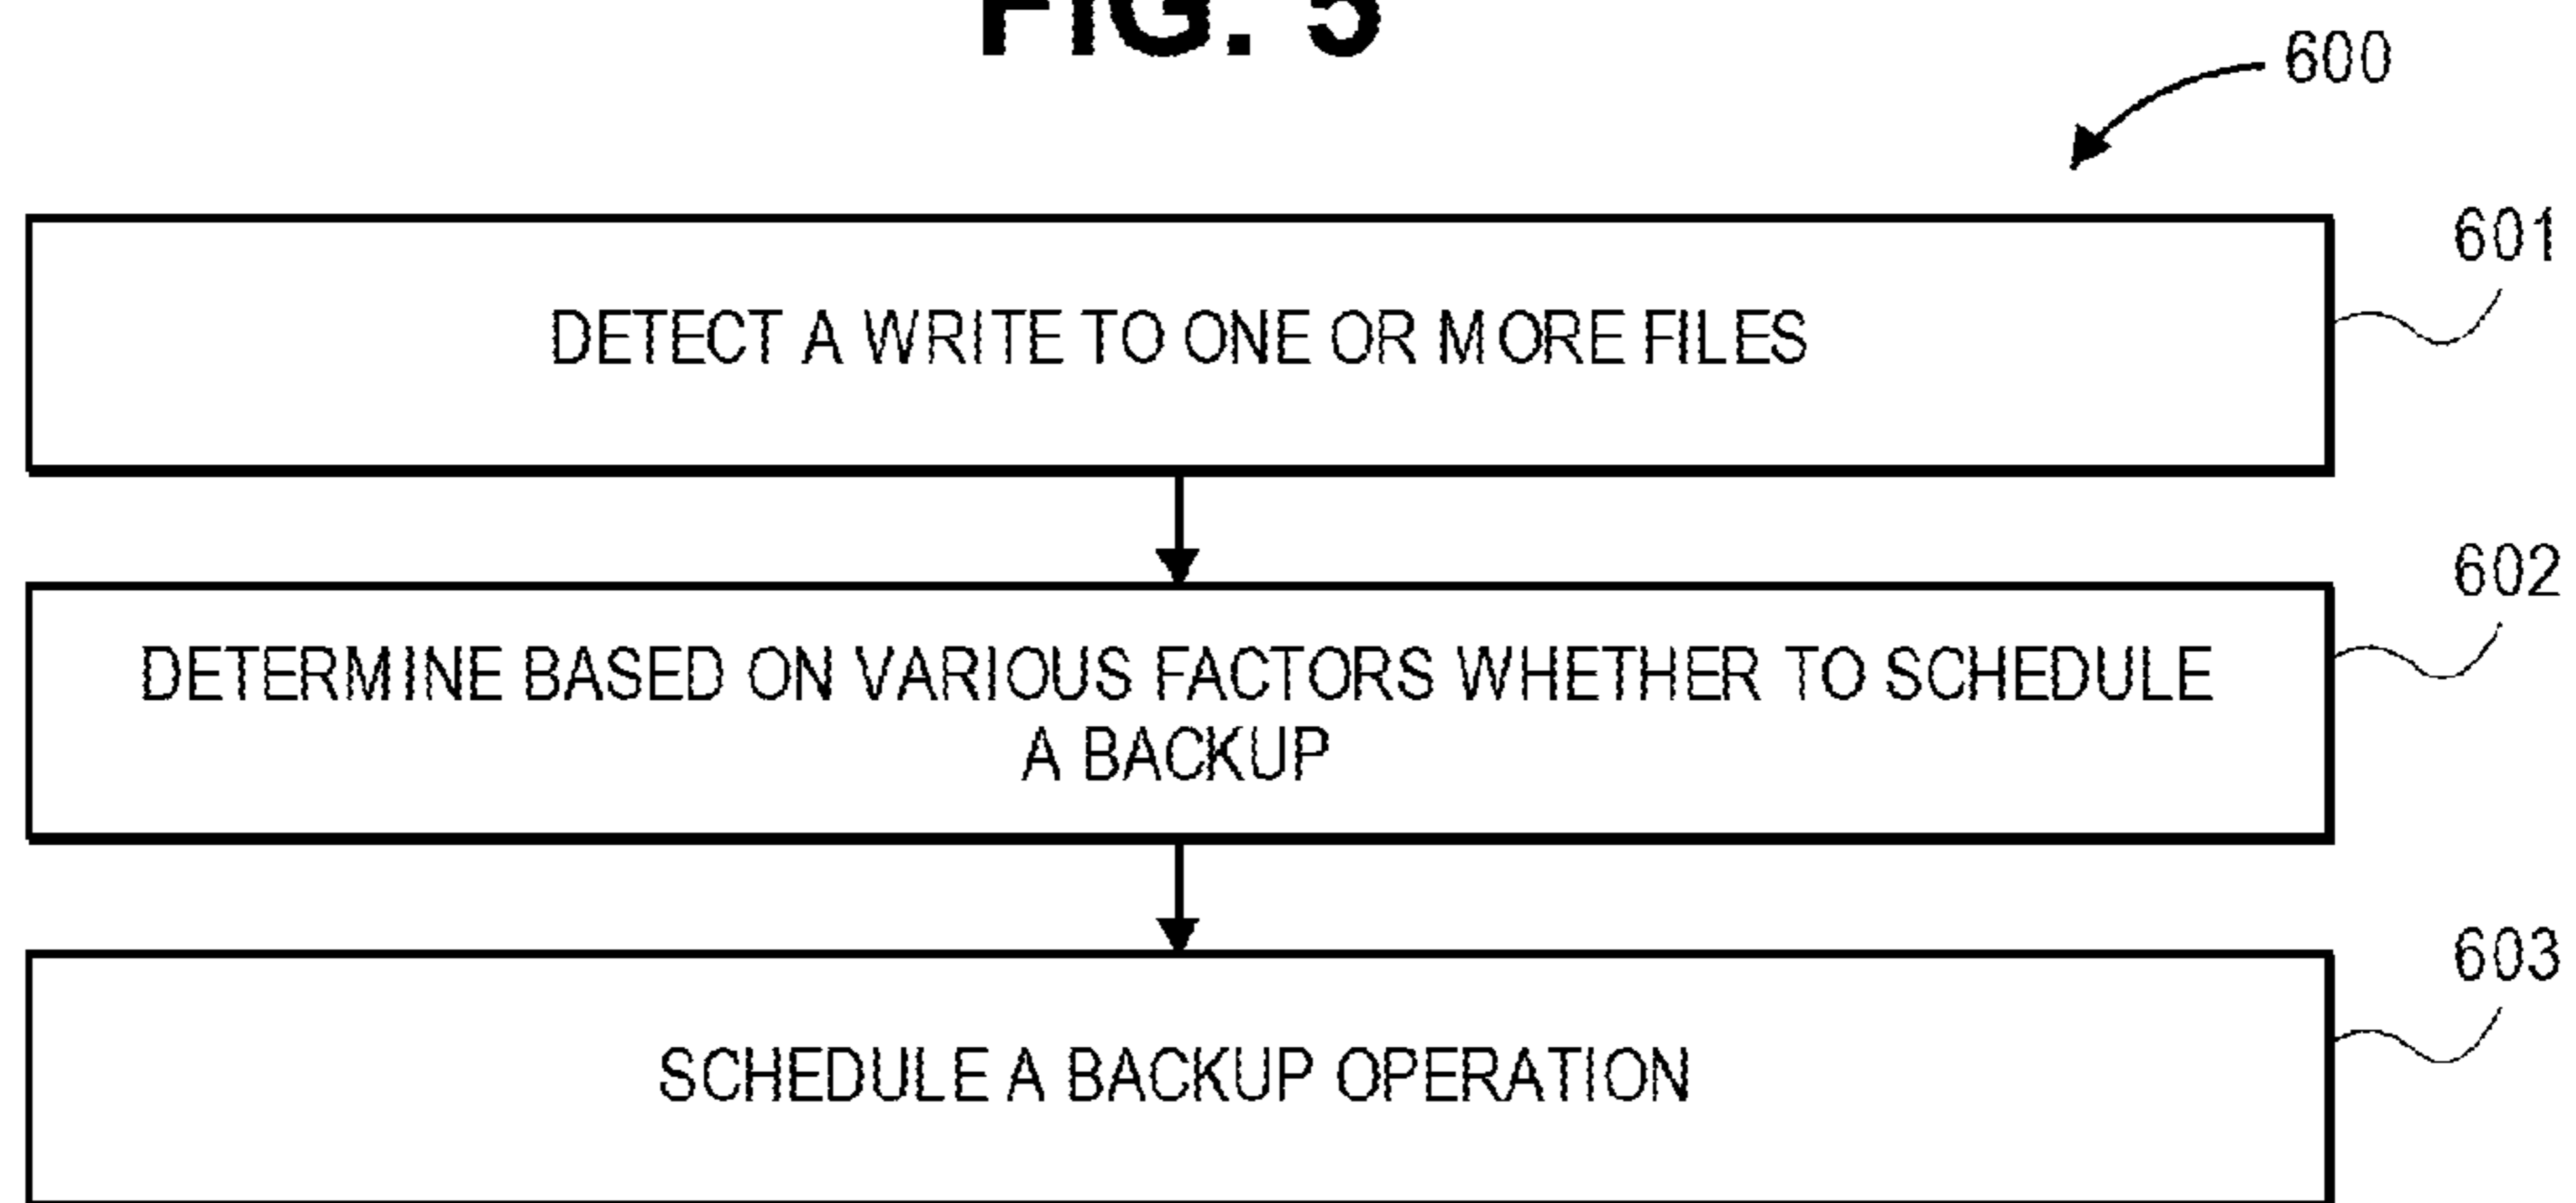 FIG. 5
600
601
DETECT A WRITE TO ONE OR MORE FILES
602
DETERMINE BASED ON VARIOUS FACTORS WHETHER TO SCHEDULE
A BACKUP
603
SCHEDULE A BACKUP OPERATION